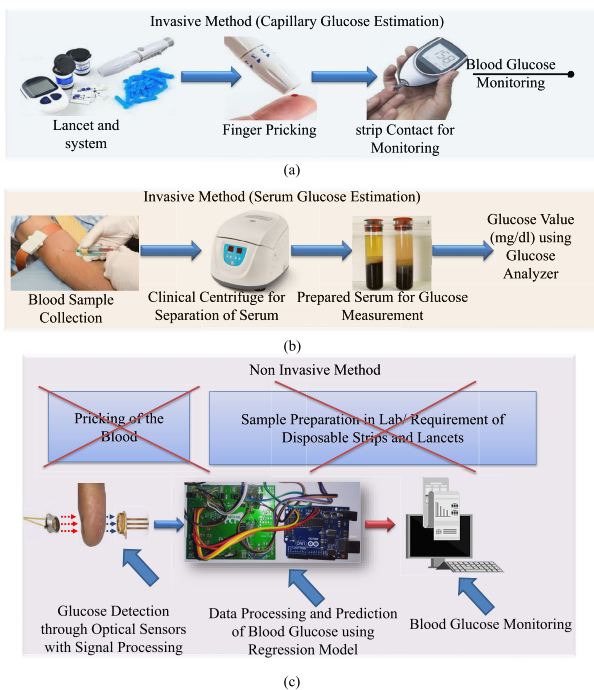 Invasive Method (Capillary Glucose Estimation)
Blood Glucose
Monitoring
Lancet and
system
Finger Pricking
strip Contact for
Monitoring
(a)
Invasive Method (Serum Glucose Estimation)
Glucose Value
(mg/dl) using
Glucose
Analyzer
Blood Sample
Collection
Clinical Centrifuge for
Separation of Serum
Prepared Serum for Glucose
Measurement
(b)
Non Invasive Method
Pricking of the
Blood
Sample Preparation in Lab/ Requirement of
Disposable Strips and Lancets
Glucose Detection
through Optical Sensors
with Signal Processing
Data Processing and Prediction
of Blood Glucose using
Regression Model
Blood Glucose Monitoring
(c)